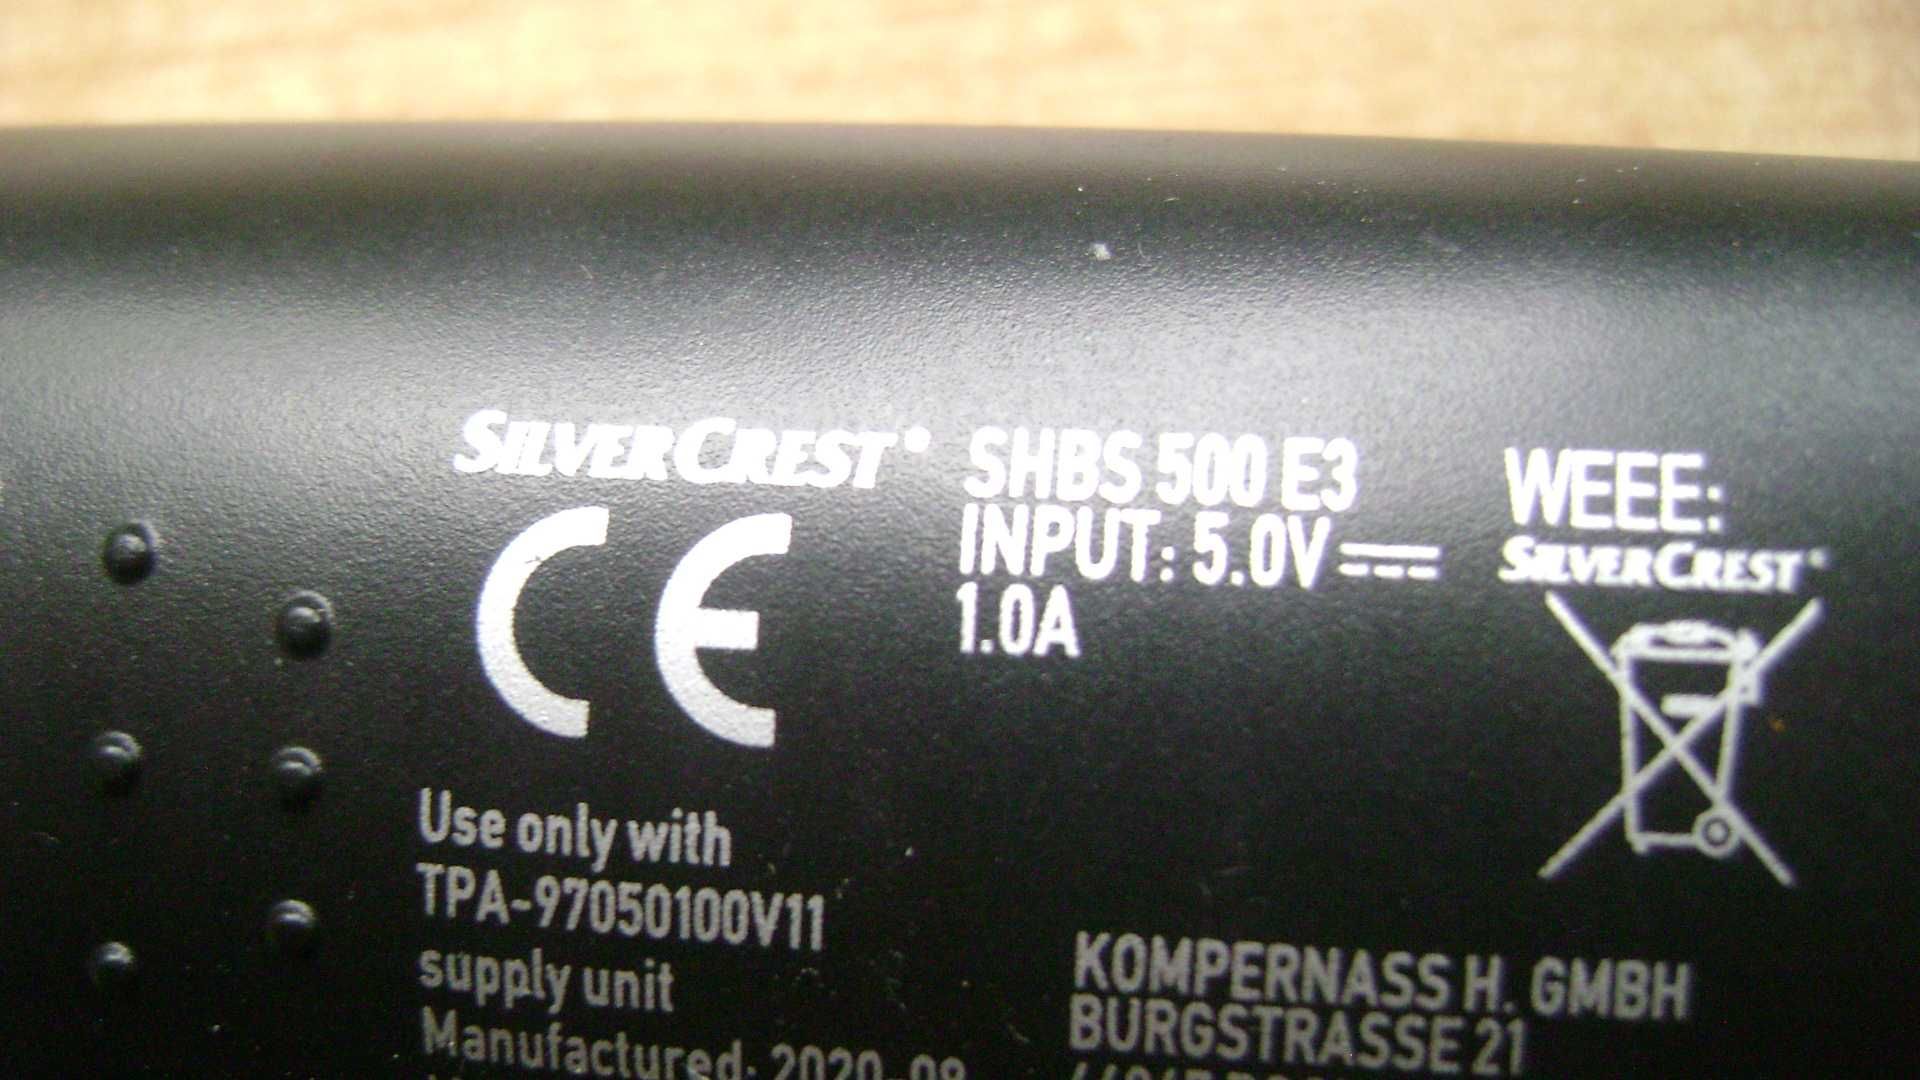 SILVERCREST®
SHBS 500 E3
INPUT: 5.0V ⎓
1.0A
WEEE:
SILVERCREST®
CE
Use only with
TPA-97050100V11
supply unit
Manufactured: 2020-09
KOMPERNASS H. GMBH
BURGSTRASSE 21